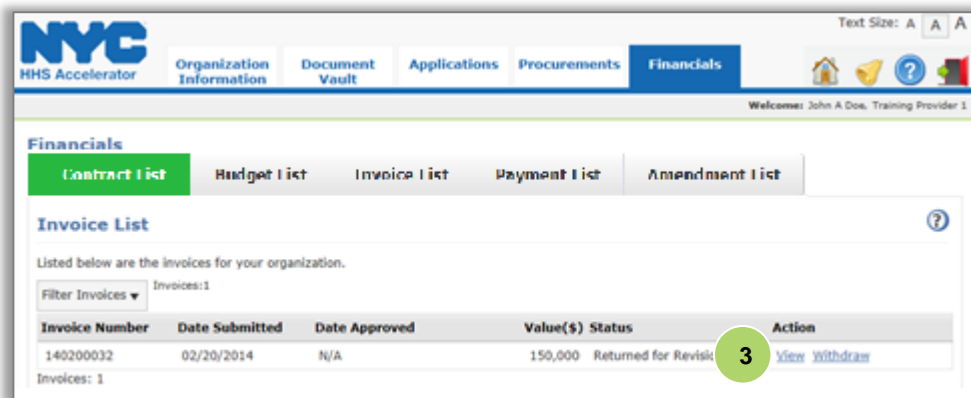 Text Size: A A A
NYC
HHS Accelerator
Organization Information
Document Vault
Applications
Procurements
Financials
Welcome: John A Doe, Training Provider 1
Financials
Contract List
Budget List
Invoice List
Payment List
Amendment List
Invoice List
Listed below are the invoices for your organization.
Filter Invoices ▼ Invoices:1
Invoice Number Date Submitted Date Approved Value($) Status Action
140200032 02/20/2014 N/A 150,000 Returned for 3 View Withdraw
Invoices: 1